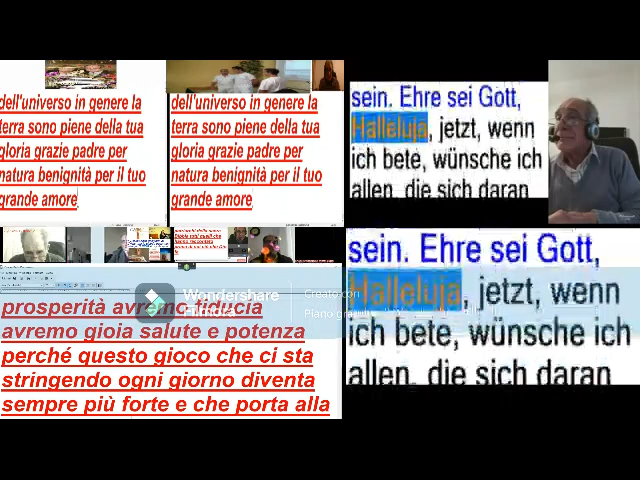 dell'universo in genere la
terra sono piene della tua
gloria grazie padre per
natura benignità per il tuo
grande amore
dell'universo in genere la
terra sono piene della tua
gloria grazie padre per
natura benignità per il tuo
grande amore
sein. Ehre sei Gott,
Halleluja, jetzt, wenn
ich bete, wünsche ich
allen, die sich daran
prosperità avremo fiducia
avremo gioia salute e potenza
perché questo gioco che ci sta
stringendo ogni giorno diventa
sempre più forte e che porta alla
Wondershare
Filmora
Creato con
Piano gratuito
sein. Ehre sei Gott,
Halleluja, jetzt, wenn
ich bete, wünsche ich
allen, die sich daran